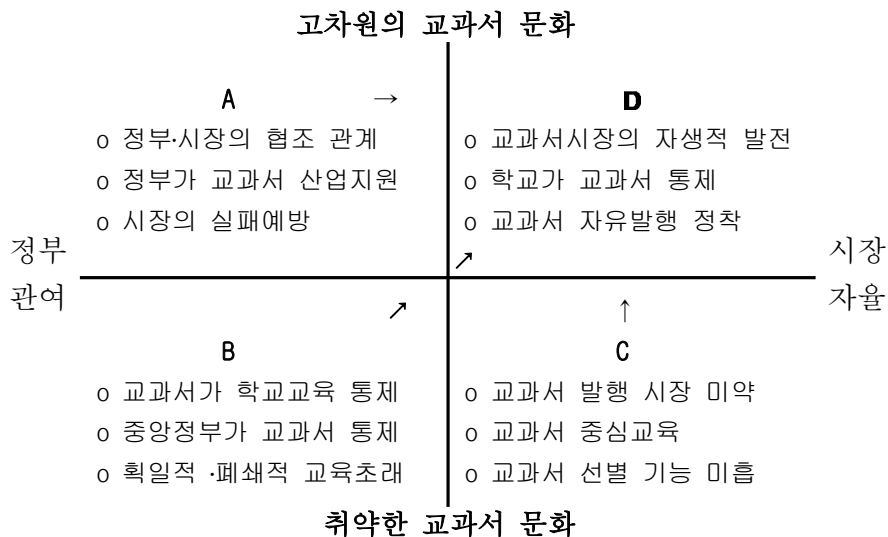 고차원의 교과서 문화
A →
o 정부·시장의 협조 관계
o 정부가 교과서 산업지원
o 시장의 실패예방
D
o 교과서시장의 자생적 발전
o 학교가 교과서 통제
o 교과서 자유발행 정착
정부
관여
시장
자율
↗
↗
↑
B
o 교과서가 학교교육 통제
o 중앙정부가 교과서 통제
o 획일적 ·폐쇄적 교육초래
C
o 교과서 발행 시장 미약
o 교과서 중심교육
o 교과서 선별 기능 미흡
취약한 교과서 문화